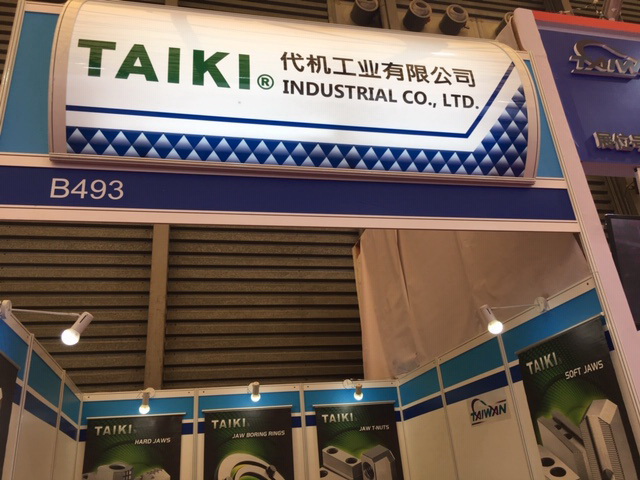 TAIKI® 代机工业有限公司
INDUSTRIAL CO., LTD.
TAIWAN
B493
TAIKI
HARD JAWS
TAIKI
JAW BORING RINGS
TAIKI
JAW T-NUTS
TAIWAN
TAIKI
SOFT JAWS